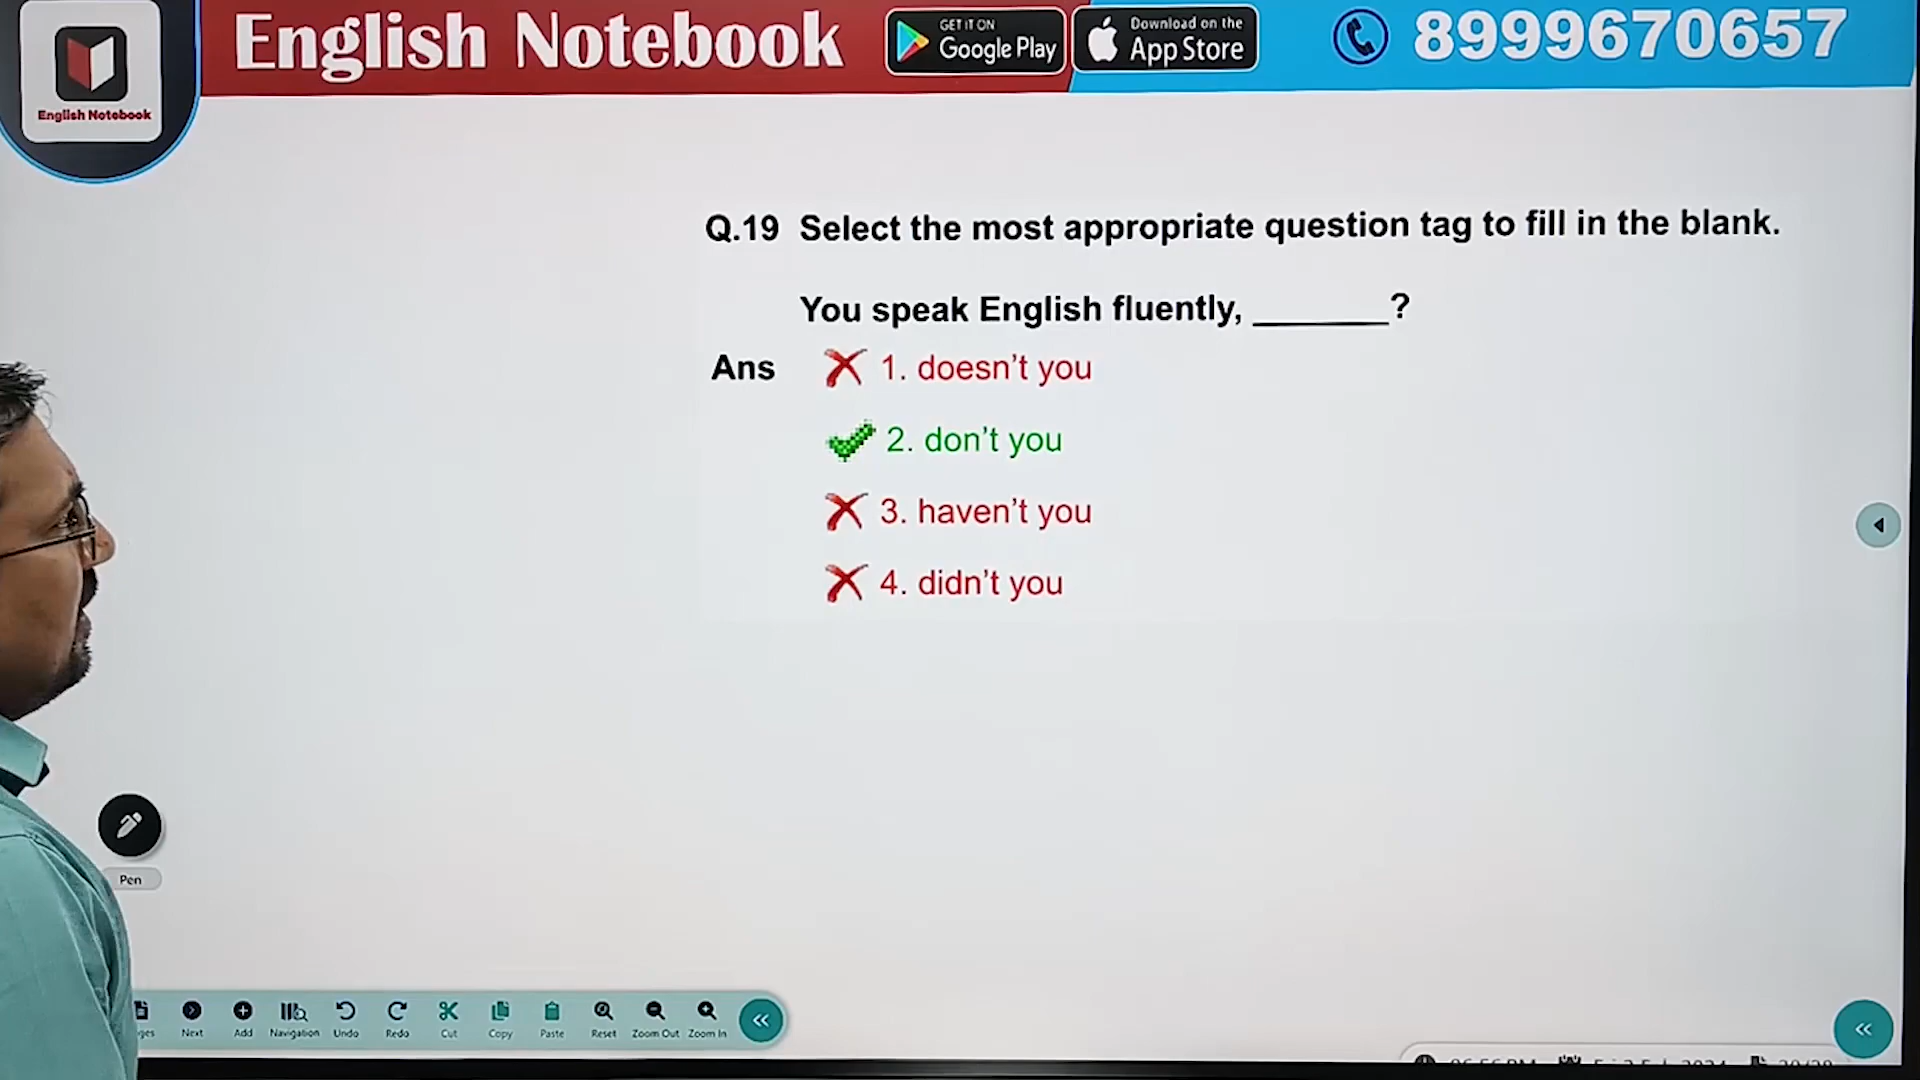 English Notebook
GET IT ON
Google Play
Download on the
App Store
8999670657
English Notebook
Q.19 Select the most appropriate question tag to fill in the blank.
You speak English fluently, ________?
Ans
1. doesn't you
2. don't you
3. haven't you
4. didn't you
Pen
Next
Add
Navigation
Undo
Redo
Cut
Copy
Paste
Reset
Zoom Out
Zoom In